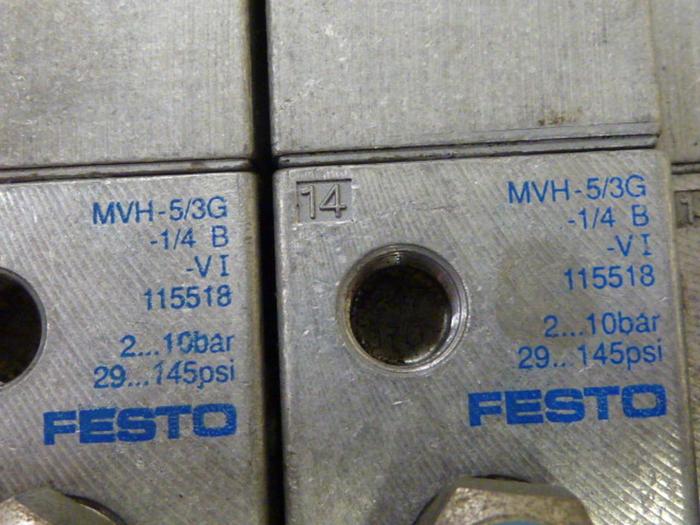 MVH-5/3G
-1/4 B
-VI
115518
2...10bar
29...145psi
FESTO
14
MVH-5/3G
-1/4 B
-VI
115518
2...10bar
29...145psi
FESTO